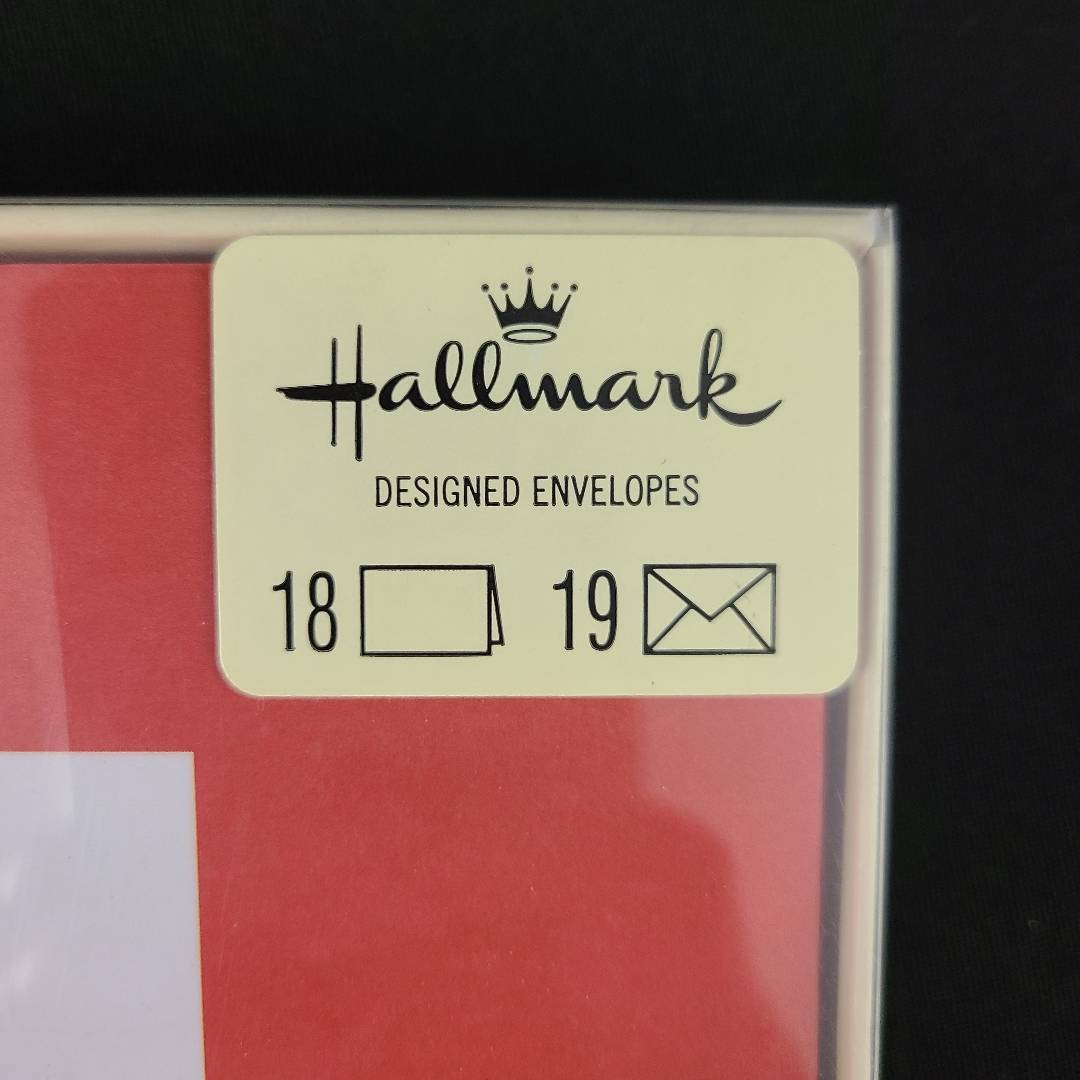 Hallmark
DESIGNED ENVELOPES
18 19